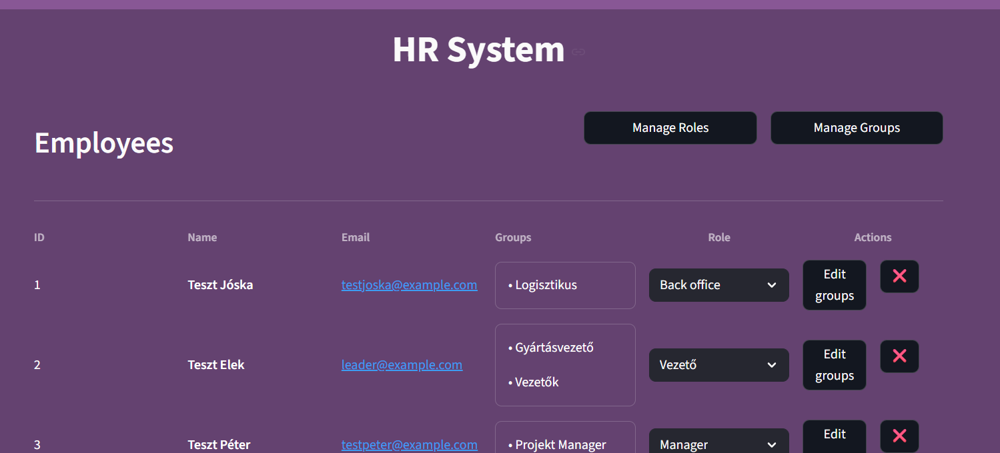 HR System
Manage Roles
Manage Groups
Employees
ID Name Email Groups Role Actions
1 Teszt Jóska testjoska@example.com • Logisztikus Back office Edit groups
2 Teszt Elek leader@example.com • Gyártásvezető Vezető Edit groups
• Vezetők
3 Teszt Péter testpeter@example.com • Projekt Manager Manager Edit